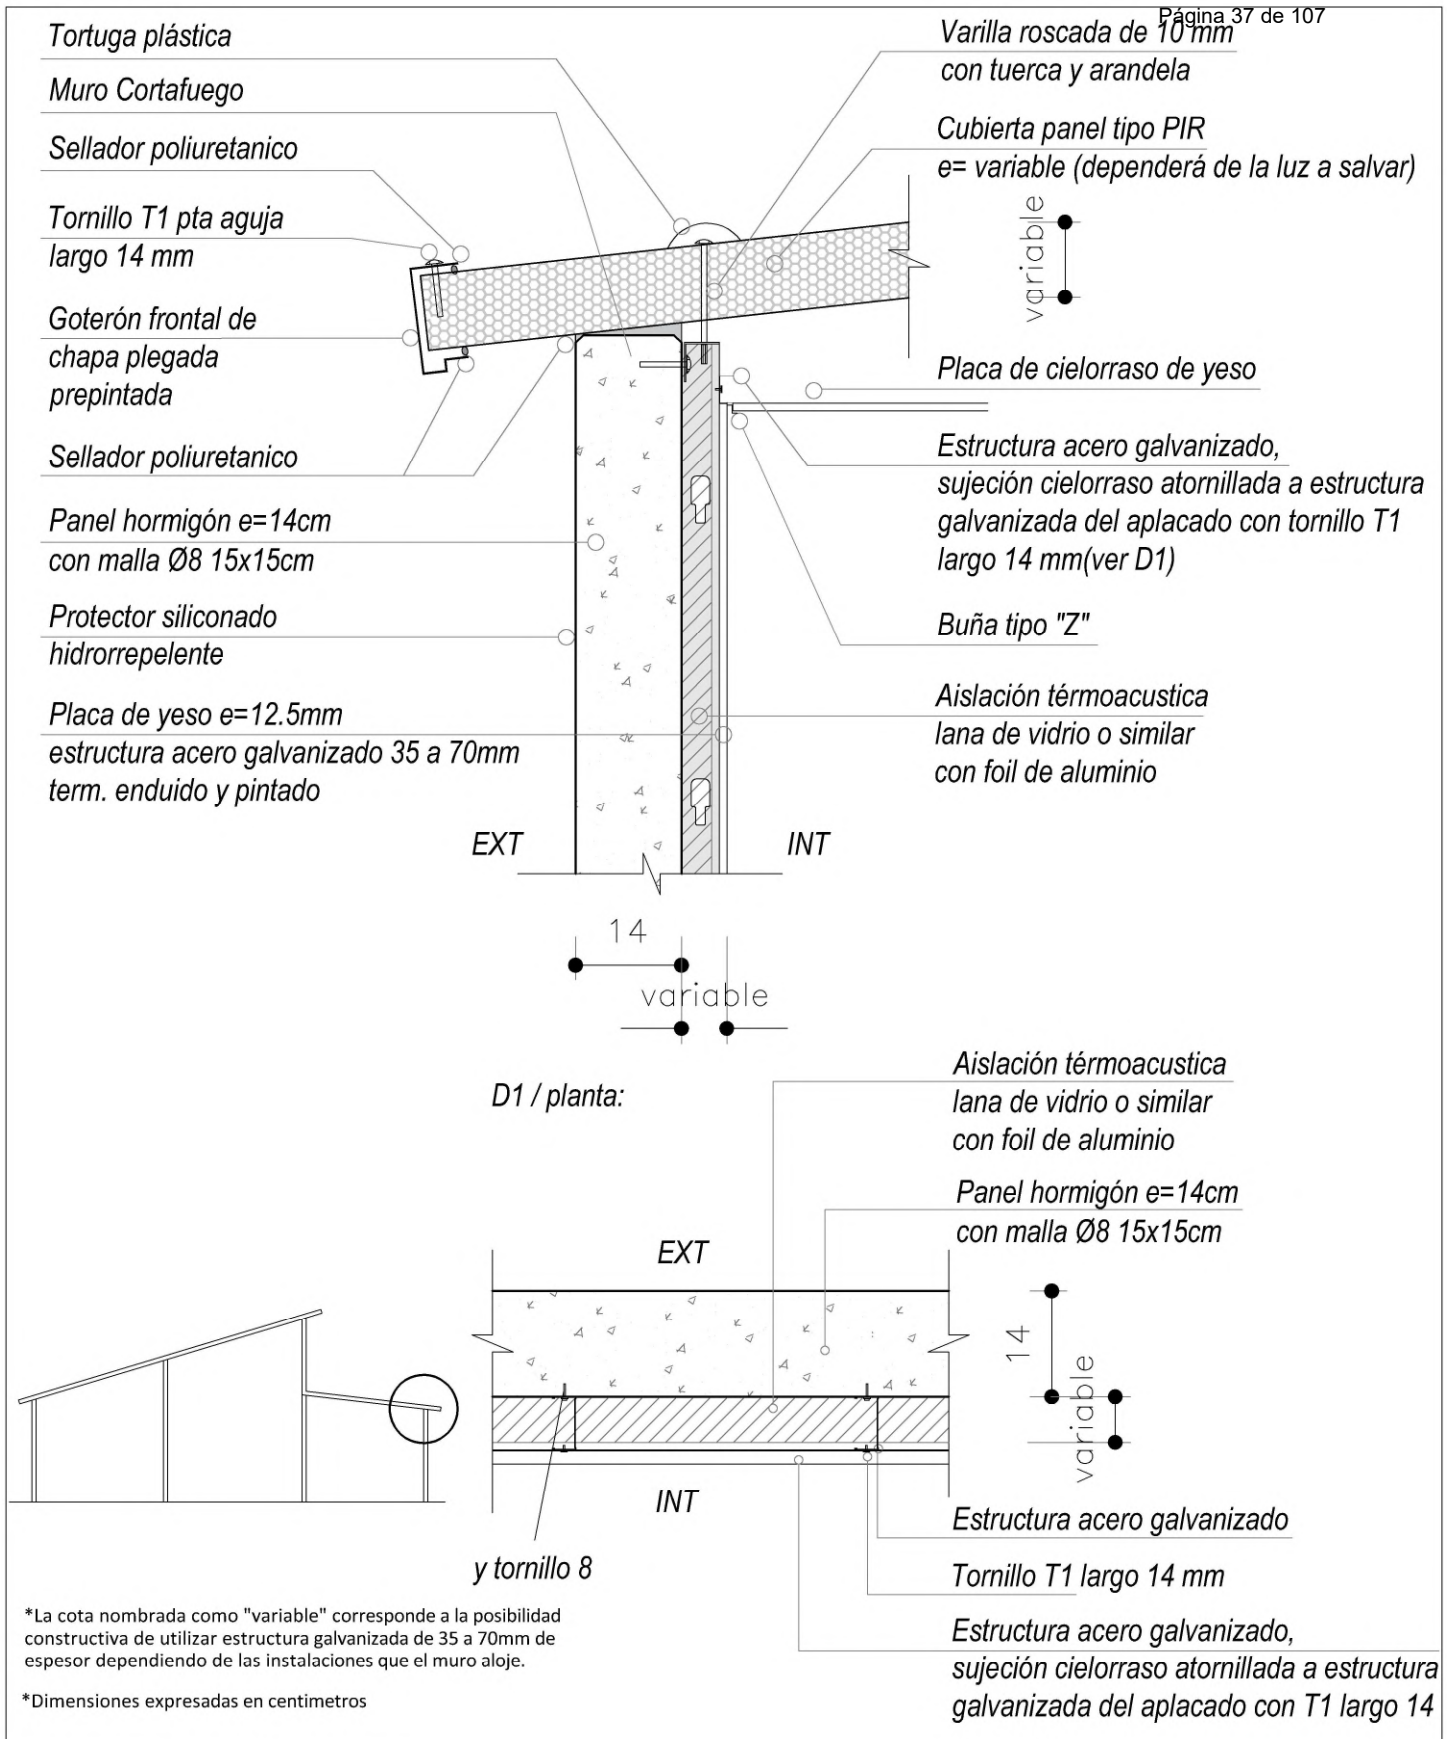 Página 37 de 107
Tortuga plástica
Muro Cortafuego
Sellador poliuretanico
Tornillo T1 pta aguja
largo 14 mm
Goterón frontal de
chapa plegada
prepintada
Sellador poliuretanico
Panel hormigón e=14cm
con malla Ø8 15x15cm
Protector siliconado
hidrorrepelente
Placa de yeso e=12.5mm
estructura acero galvanizado 35 a 70mm
term. enduido y pintado
Varilla roscada de 10 mm
con tuerca y arandela
Cubierta panel tipo PIR
e= variable (dependerá de la luz a salvar)
variable
Placa de cielorraso de yeso
Estructura acero galvanizado,
sujeción cielorraso atornillada a estructura
galvanizada del aplacado con tornillo T1
largo 14 mm(ver D1)
Buña tipo "Z"
Aislación térmoacustica
lana de vidrio o similar
con foil de aluminio
EXT
INT
14
variable
D1 / planta:
Aislación térmoacustica
lana de vidrio o similar
con foil de aluminio
Panel hormigón e=14cm
con malla Ø8 15x15cm
EXT
14
variable
INT
y tornillo 8
Estructura acero galvanizado
Tornillo T1 largo 14 mm
Estructura acero galvanizado,
sujeción cielorraso atornillada a estructura
galvanizada del aplacado con T1 largo 14
*La cota nombrada como "variable" corresponde a la posibilidad
constructiva de utilizar estructura galvanizada de 35 a 70mm de
espesor dependiendo de las instalaciones que el muro aloje.
*Dimensiones expresadas en centimetros